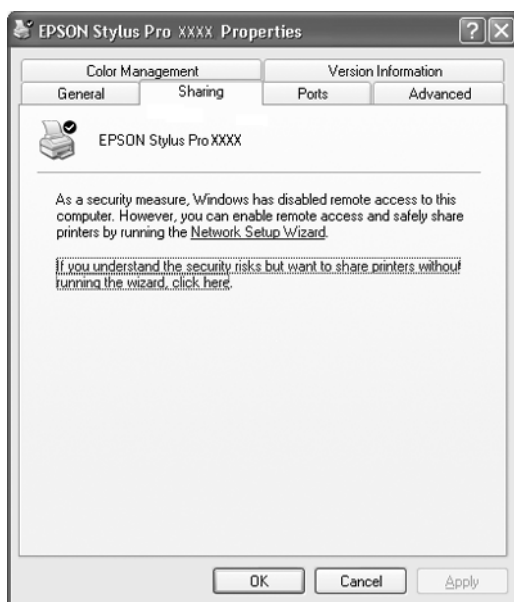 EPSON Stylus Pro XXXX Properties
Color Management Version Information
General Sharing Ports Advanced
EPSON Stylus Pro XXXX
As a security measure, Windows has disabled remote access to this
computer. However, you can enable remote access and safely share
printers by running the Network Setup Wizard.
If you understand the security risks but want to share printers without
running the wizard, click here.
OK Cancel Apply